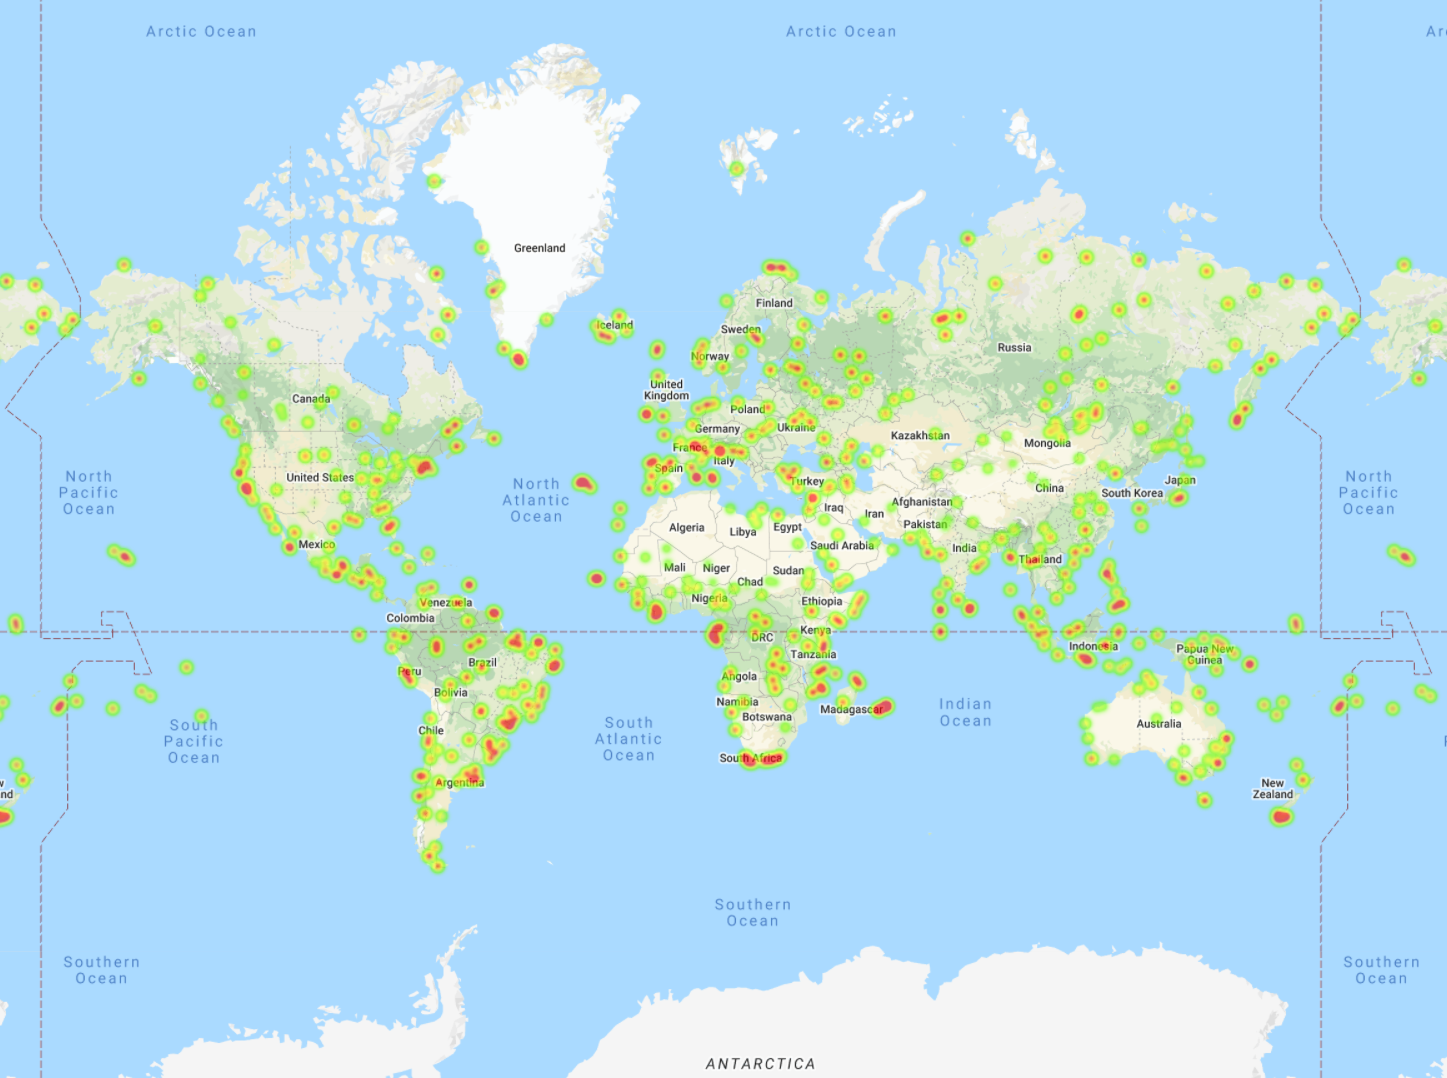 Arctic Ocean
Arctic Ocean
Ar
Greenland
Iceland
Finland
Sweden
Norway
Russia
United
Kingdom
Canada
Poland
Germany
Ukraine
Kazakhstan
Mongolia
France
Italy
Spain
United States
Turkey
China
Japan
South Korea
North
Pacific
Ocean
North
Atlantic
Ocean
North
Pacific
Ocean
Afghanistan
Iraq
Iran
Pakistan
Algeria
Libya
Egypt
Mexico
Saudi Arabia
India
Thailand
Mali
Niger
Sudan
Chad
Nigeria
Ethiopia
Venezuela
Colombia
DRC
Kenya
Tanzania
Indonesia
Papua New
Guinea
Brazil
Peru
Bolivia
Angola
Namibia
Botswana
Madagascar
Indian
Ocean
Australia
South
Pacific
Ocean
South
Atlantic
Ocean
Chile
South Africa
Argentina
New
Zealand
w
nd
Southern
Ocean
Southern
Ocean
Southern
Ocean
ANTARCTICA